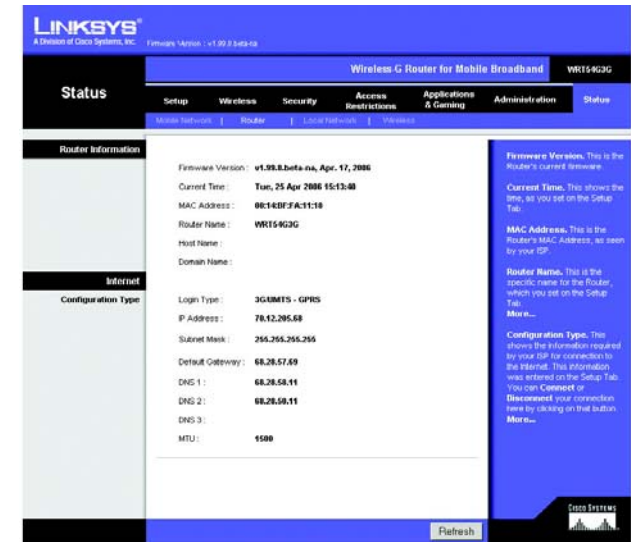 LINKSYS®
A Division of Cisco Systems, Inc.
Firmware Version : v1.99.8.beta-na
Wireless-G Router for Mobile Broadband
WRT54G3G
Status
Setup
Wireless
Security
Access Restrictions
Applications & Gaming
Administration
Status
Mobile Network | Router | Local Network | Wireless
Router Information
Firmware Version : v1.99.8.beta-na, Apr. 17, 2006
Current Time : Tue, 25 Apr 2006 15:13:40
MAC Address : 00:14:BF:FA:11:18
Router Name : WRT54G3G
Host Name :
Domain Name :
Internet
Configuration Type
Login Type : 3G/UMTS - GPRS
IP Address : 70.12.205.68
Subnet Mask : 255.255.255.255
Default Gateway : 68.28.57.69
DNS 1 : 68.28.58.11
DNS 2 : 68.28.50.11
DNS 3 :
MTU : 1500
Firmware Version. This is the
Router's current firmware.
Current Time. This shows the
time, as you set on the Setup
Tab.
MAC Address. This is the
Router's MAC Address, as seen
by your ISP.
Router Name. This is the
specific name for the Router,
which you set on the Setup
Tab.
More...
Configuration Type. This
shows the information required
by your ISP for connection to
the Internet. This information
was entered on the Setup Tab.
You can Connect or
Disconnect your connection
here by clicking on that button.
More...
Refresh
CISCO SYSTEMS